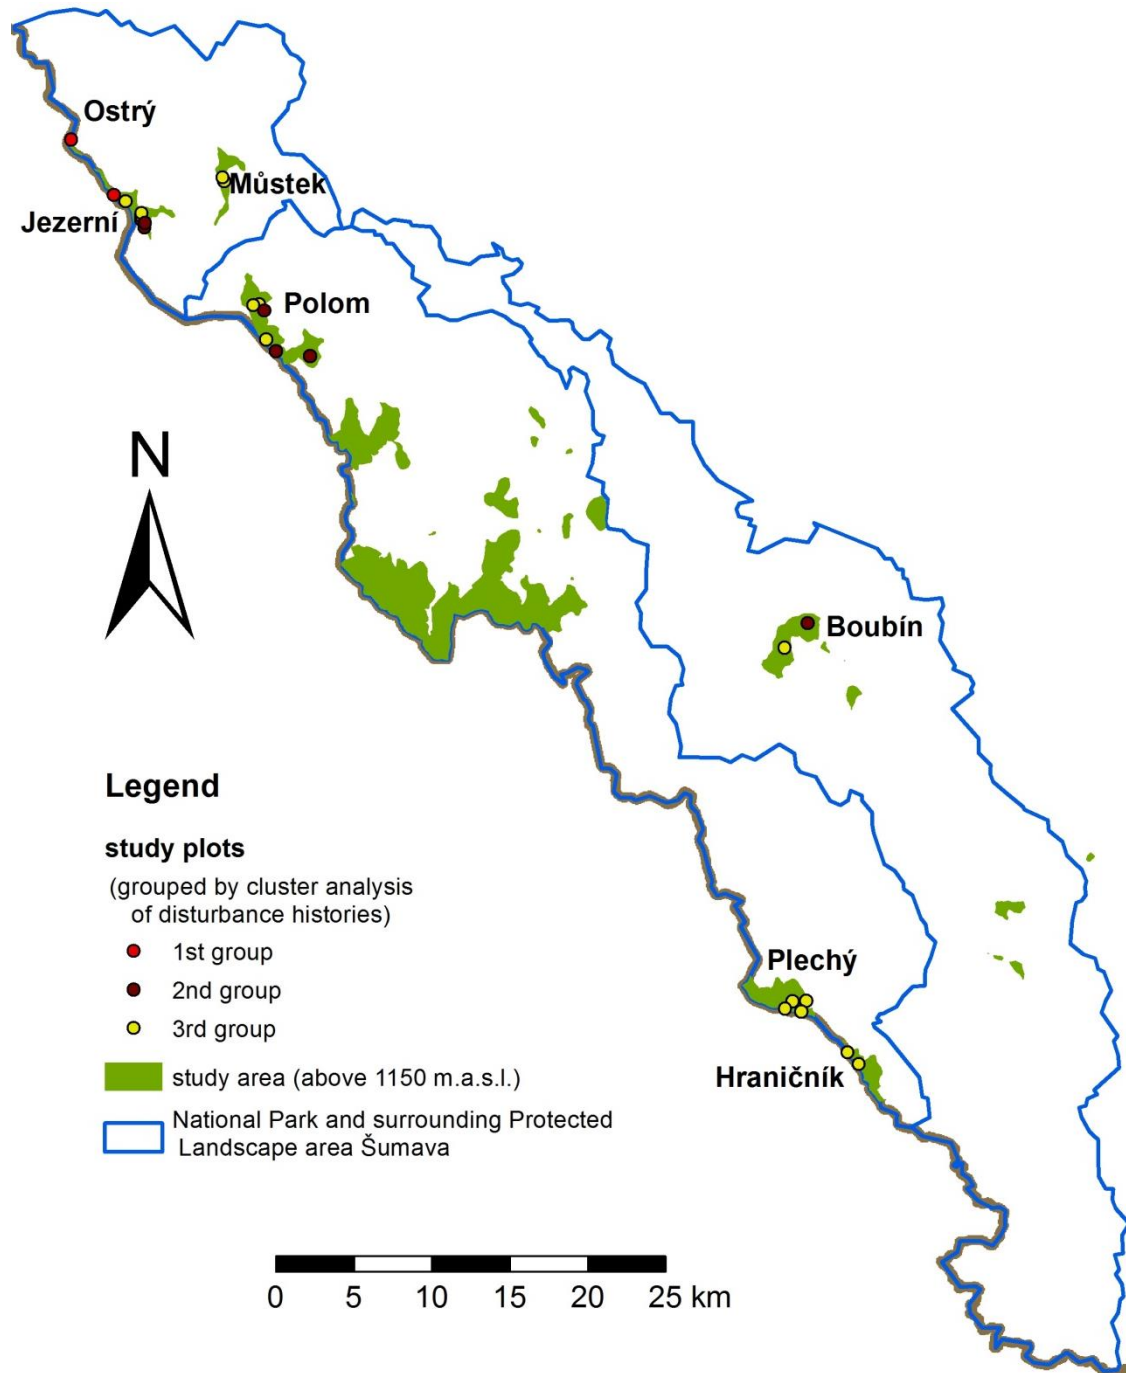 Ostrý
Můstek
Jezerní
Polom
N
Boubín
Legend
study plots
(grouped by cluster analysis
of disturbance histories)
1st group
2nd group
3rd group
Plechý
Hraničník
study area (above 1150 m.a.s.l.)
National Park and surrounding Protected
Landscape area Šumava
0 5 10 15 20 25 km